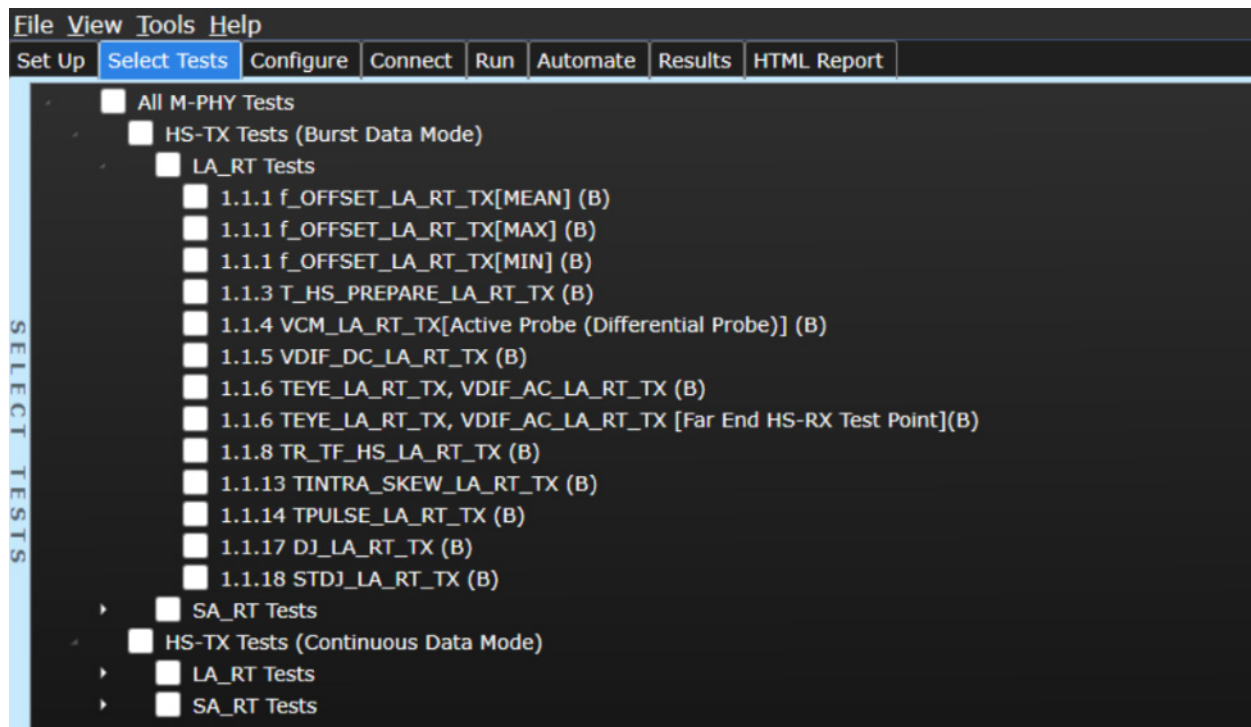 File View Tools Help
Set Up Select Tests Configure Connect Run Automate Results HTML Report
SELECT TESTS
All M-PHY Tests
HS-TX Tests (Burst Data Mode)
LA_RT Tests
1.1.1 f_OFFSET_LA_RT_TX[MEAN] (B)
1.1.1 f_OFFSET_LA_RT_TX[MAX] (B)
1.1.1 f_OFFSET_LA_RT_TX[MIN] (B)
1.1.3 T_HS_PREPARE_LA_RT_TX (B)
1.1.4 VCM_LA_RT_TX[Active Probe (Differential Probe)] (B)
1.1.5 VDIF_DC_LA_RT_TX (B)
1.1.6 TEYE_LA_RT_TX, VDIF_AC_LA_RT_TX (B)
1.1.6 TEYE_LA_RT_TX, VDIF_AC_LA_RT_TX [Far End HS-RX Test Point](B)
1.1.8 TR_TF_HS_LA_RT_TX (B)
1.1.13 TINTRA_SKEW_LA_RT_TX (B)
1.1.14 TPULSE_LA_RT_TX (B)
1.1.17 DJ_LA_RT_TX (B)
1.1.18 STDJ_LA_RT_TX (B)
SA_RT Tests
HS-TX Tests (Continuous Data Mode)
LA_RT Tests
SA_RT Tests